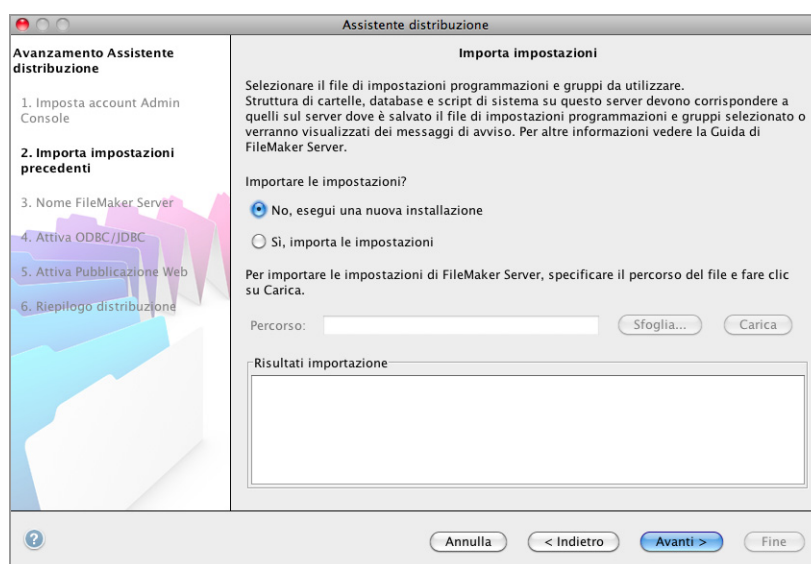 Assistente distribuzione
Avanzamento Assistente
distribuzione
1. Imposta account Admin
Console
2. Importa impostazioni
precedenti
3. Nome FileMaker Server
4. Attiva ODBC/JDBC
5. Attiva Pubblicazione Web
6. Riepilogo distribuzione
Importa impostazioni
Selezionare il file di impostazioni programmazioni e gruppi da utilizzare.
Struttura di cartelle, database e script di sistema su questo server devono corrispondere a
quelli sul server dove è salvato il file di impostazioni programmazioni e gruppi selezionato o
verranno visualizzati dei messaggi di avviso. Per altre informazioni vedere la Guida di
FileMaker Server.
Importare le impostazioni?
No, esegui una nuova installazione
Sì, importa le impostazioni
Per importare le impostazioni di FileMaker Server, specificare il percorso del file e fare clic
su Carica.
Percorso:
Sfoglia...
Carica
Risultati importazione
?
Annulla
< Indietro
Avanti >
Fine